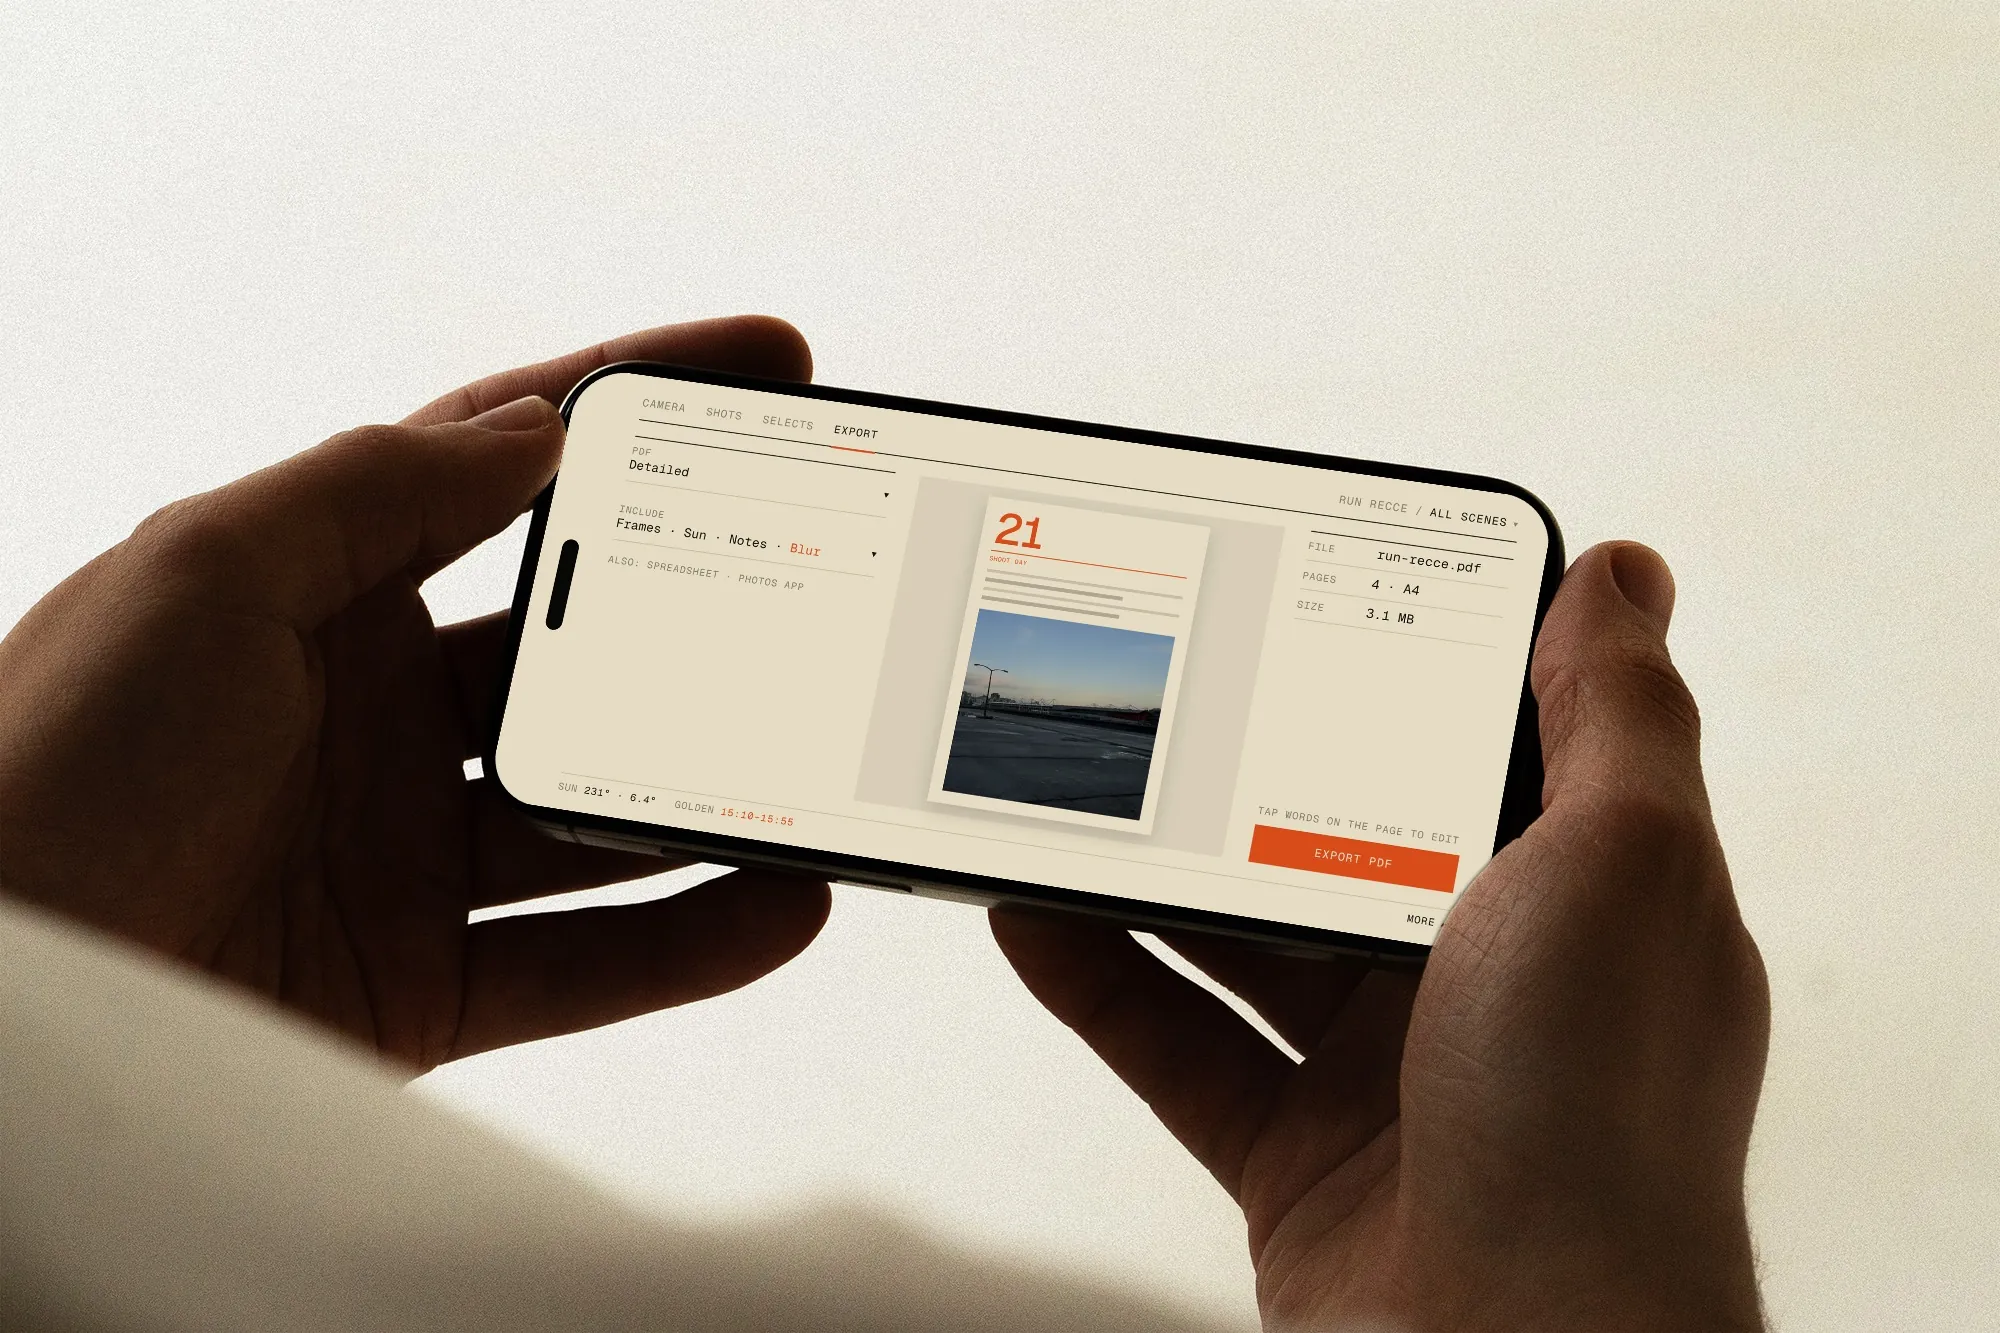 CAMERA SHOTS SELECTS EXPORT
RUN RECCE / ALL SCENES ▾
PDF
Detailed ▾
INCLUDE
Frames · Sun · Notes · Blur ▾
ALSO: SPREADSHEET · PHOTOS APP
21
SHOOT DAY
FILE run-recce.pdf
PAGES 4 · A4
SIZE 3.1 MB
TAP WORDS ON THE PAGE TO EDIT
EXPORT PDF
SUN 231° · 6.4° GOLDEN 15:10–15:55
MORE